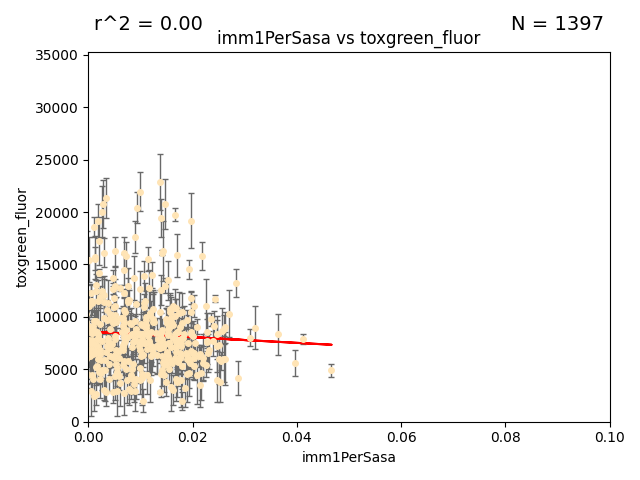 r^2 = 0.00
N = 1397
imm1PerSasa vs toxgreen_fluor
35000
30000
25000
20000
15000
10000
5000
0
toxgreen_fluor
0.00
0.02
0.04
0.06
0.08
0.10
imm1PerSasa